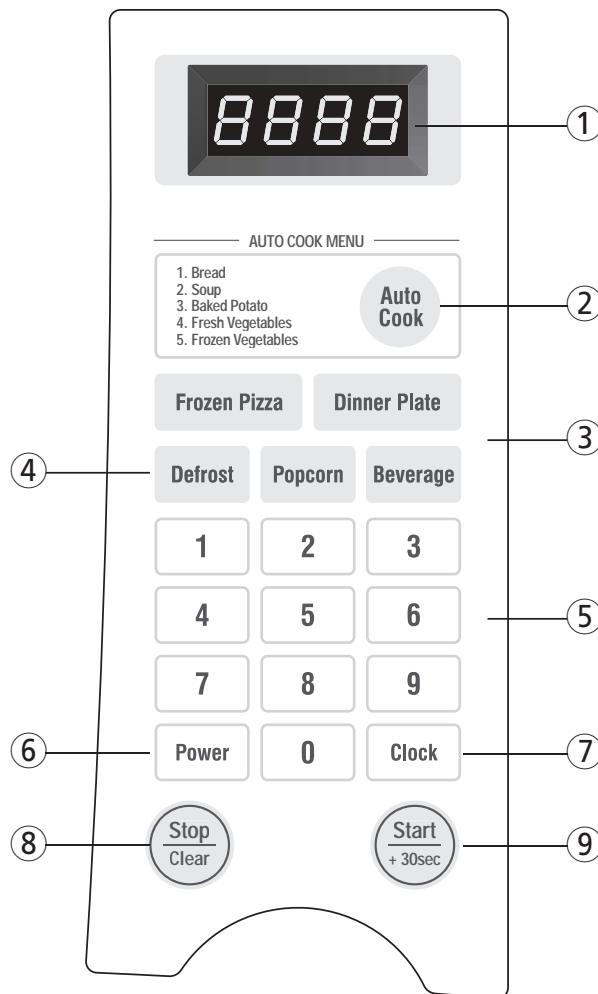 8888
①
AUTO COOK MENU
1. Bread
2. Soup
3. Baked Potato
4. Fresh Vegetables
5. Frozen Vegetables
Auto
Cook
②
Frozen Pizza Dinner Plate
③
④ Defrost Popcorn Beverage
1 2 3
4 5 6
⑤
7 8 9
⑥ Power 0 Clock ⑦
⑧ Stop
Clear
Start
+ 30sec
⑨